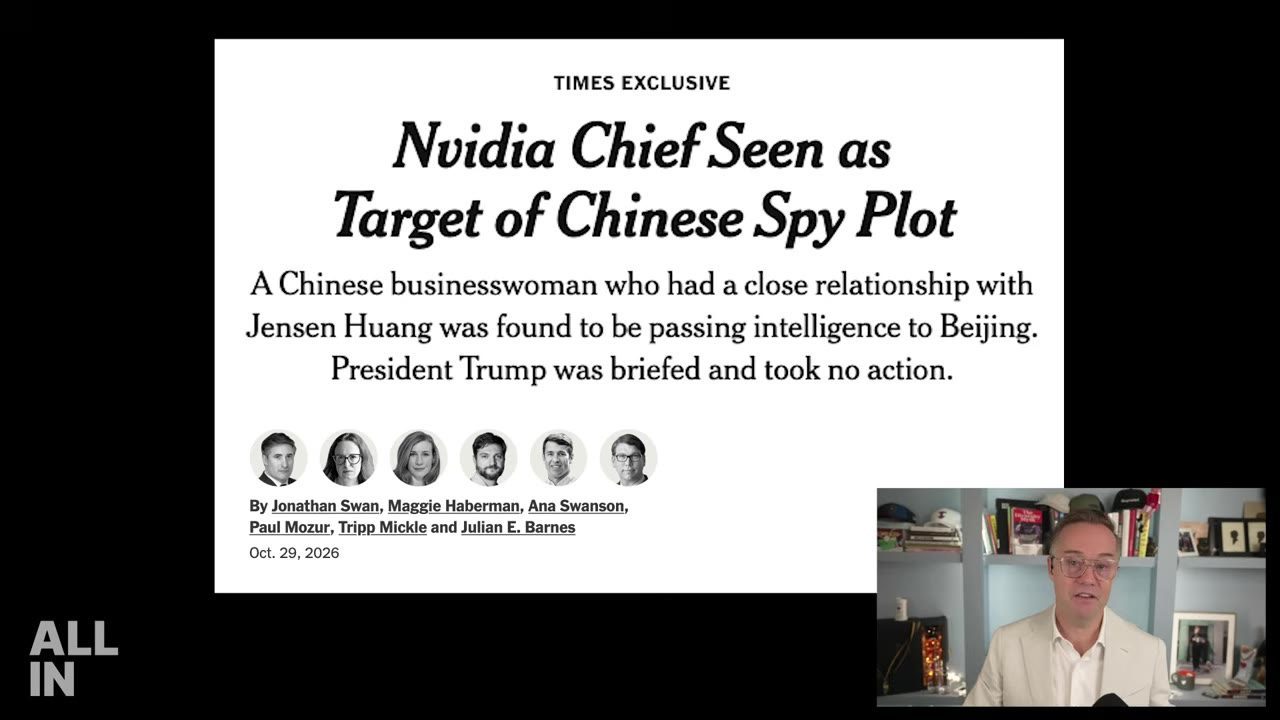 TIMES EXCLUSIVE
Nvidia Chief Seen as
Target of Chinese Spy Plot
A Chinese businesswoman who had a close relationship with
Jensen Huang was found to be passing intelligence to Beijing.
President Trump was briefed and took no action.
By Jonathan Swan, Maggie Haberman, Ana Swanson,
Paul Mozur, Tripp Mickle and Julian E. Barnes
Oct. 29, 2026
ALL
IN